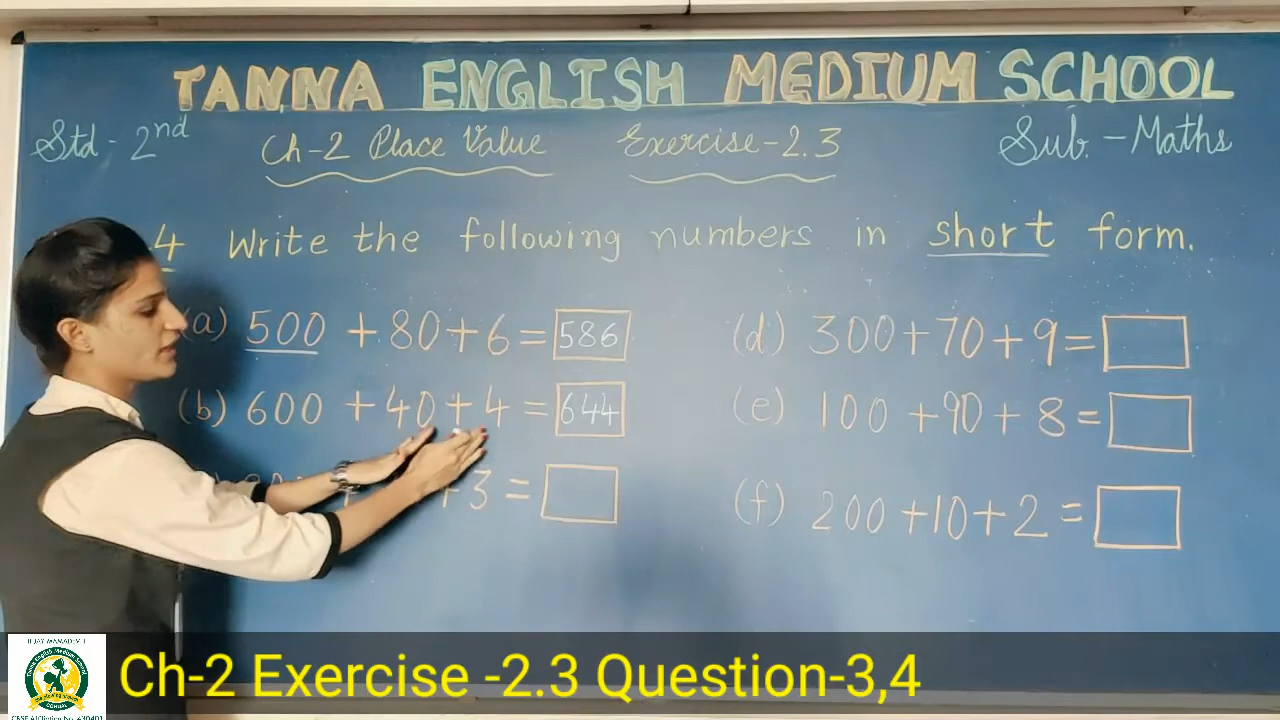 TANNA ENGLISH MEDIUM SCHOOL
Std - 2nd Ch-2 Place Value Exercise-2.3 Sub. - Maths
4 Write the following numbers in short form.
(a) 500 + 80 + 6 = 586
(d) 300 + 70 + 9 =
(b) 600 + 40 + 4 = 644
(e) 100 + 90 + 8 =
+ 3 =
(f) 200 + 10 + 2 =
Ch-2 Exercise -2.3 Question-3,4